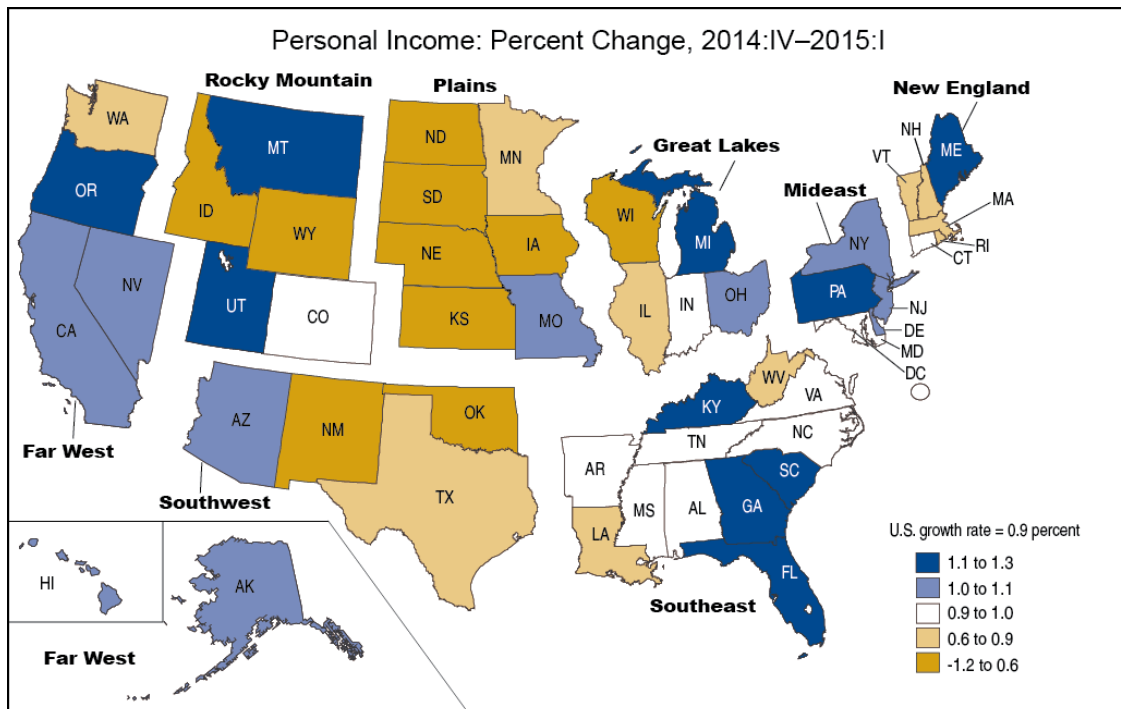 Personal Income: Percent Change, 2014:IV–2015:I
Rocky Mountain
Plains
New England
Great Lakes
Mideast
WA
OR
MT
ID
WY
NV
CA
UT
CO
ND
SD
NE
KS
MN
IA
MO
WI
MI
IL
IN
OH
NH
VT
ME
MA
RI
CT
NY
PA
NJ
DE
MD
DC
Far West
AZ
NM
OK
TX
Southwest
KY
WV
VA
TN
NC
AR
SC
MS
AL
GA
LA
FL
Southeast
HI
AK
Far West
U.S. growth rate = 0.9 percent
1.1 to 1.3
1.0 to 1.1
0.9 to 1.0
0.6 to 0.9
-1.2 to 0.6